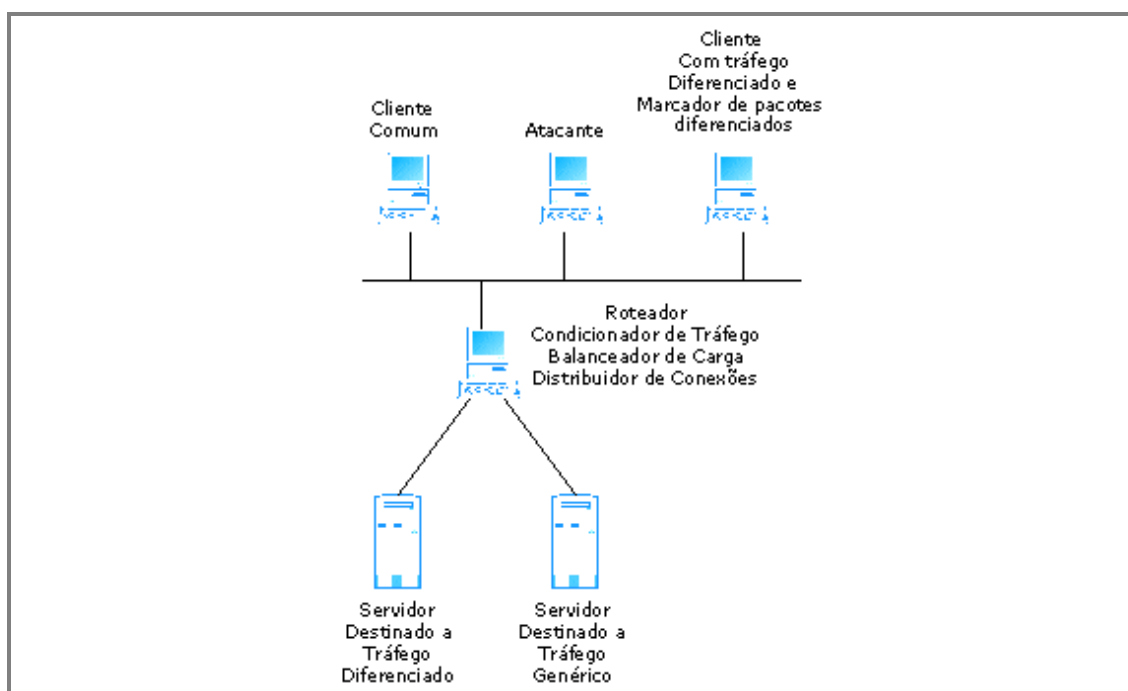 Cliente
Comum
Atacante
Cliente
Com tráfego
Diferenciado e
Marcador de pacotes
diferenciados
Roteador
Condicionador de Tráfego
Balanceador de Carga
Distribuidor de Conexões
Servidor
Destinado a
Tráfego
Diferenciado
Servidor
Destinado a
Tráfego
Genérico